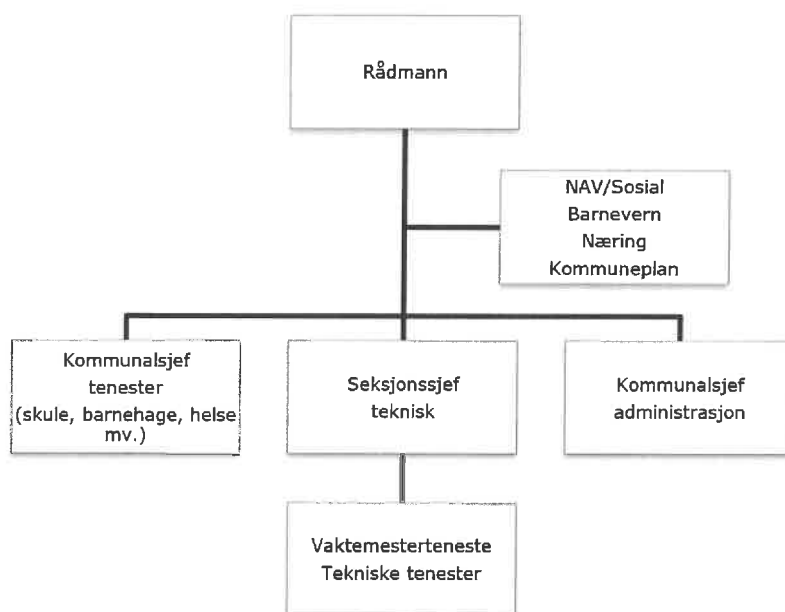 Rådmann
NAV/Sosial
Barnevern
Næring
Kommuneplan
Kommunalsjef
tenester
(skule, barnehage, helse
mv.)
Seksjonssjef
teknisk
Kommunalsjef
administrasjon
Vaktemesterteneste
Tekniske tenester